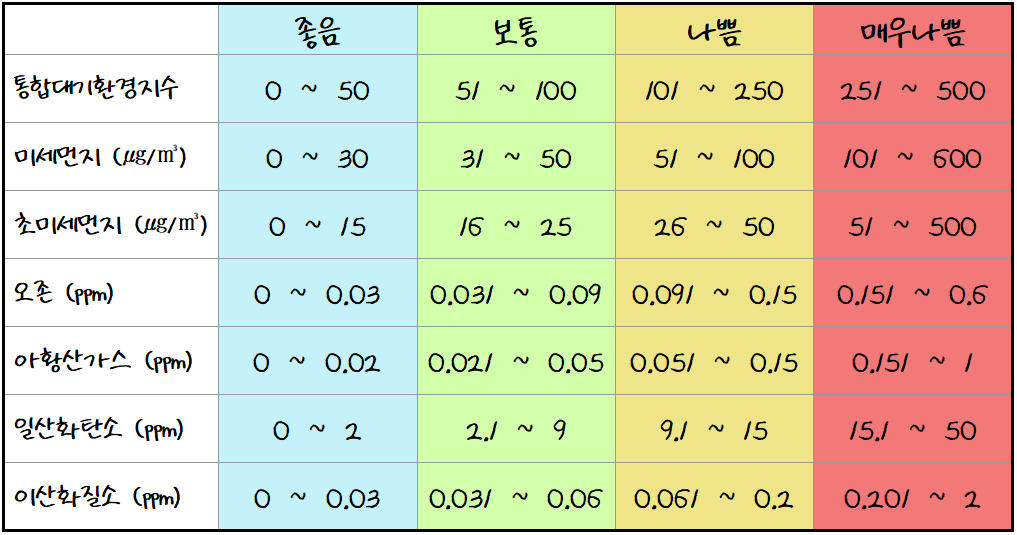 좋음 보통 나쁨 매우나쁨
통합대기환경지수 0 ~ 50 51 ~ 100 101 ~ 250 251 ~ 500
미세먼지 (㎍/㎥) 0 ~ 30 31 ~ 50 51 ~ 100 101 ~ 600
초미세먼지 (㎍/㎥) 0 ~ 15 16 ~ 25 26 ~ 50 51 ~ 500
오존 (ppm) 0 ~ 0.03 0.031 ~ 0.09 0.091 ~ 0.15 0.151 ~ 0.6
아황산가스 (ppm) 0 ~ 0.02 0.021 ~ 0.05 0.051 ~ 0.15 0.151 ~ 1
일산화탄소 (ppm) 0 ~ 2 2.1 ~ 9 9.1 ~ 15 15.1 ~ 50
이산화질소 (ppm) 0 ~ 0.03 0.031 ~ 0.06 0.061 ~ 0.2 0.201 ~ 2